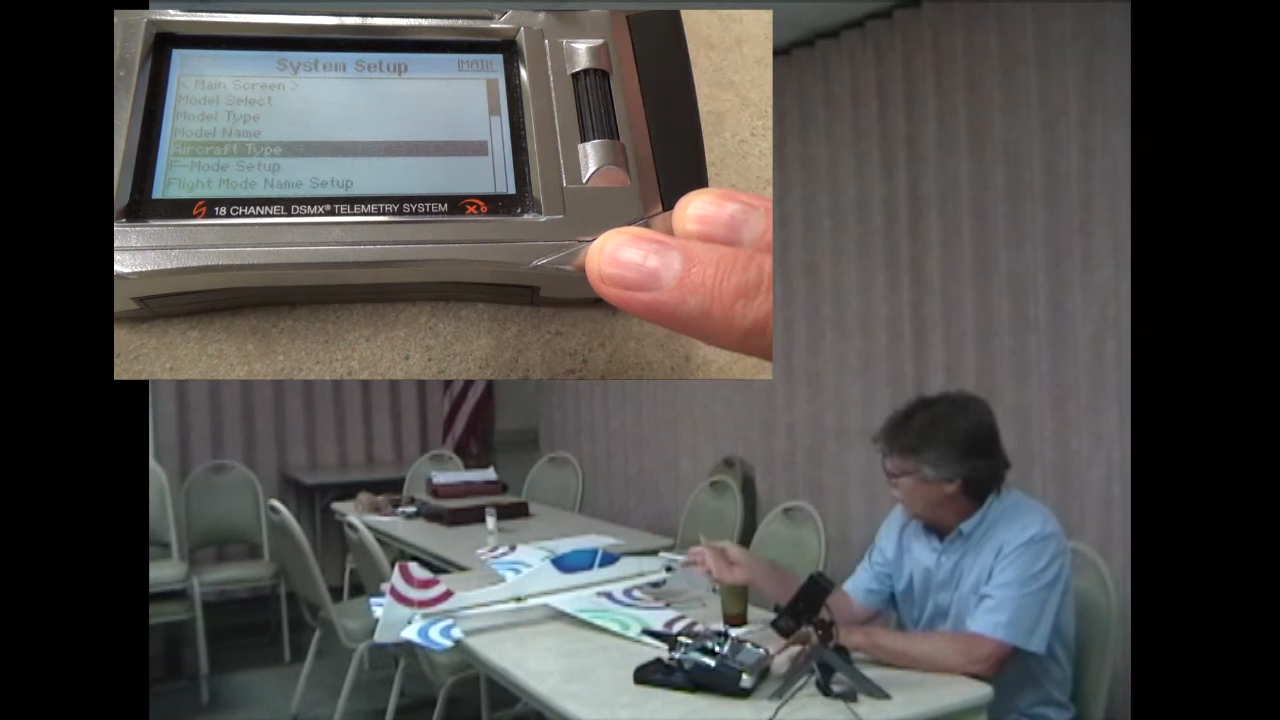 System Setup
MAIN
< Main Screen >
Model Select
Model Type
Model Name
Aircraft Type
F-Mode Setup
Flight Mode Name Setup
18 CHANNEL DSMX® TELEMETRY SYSTEM